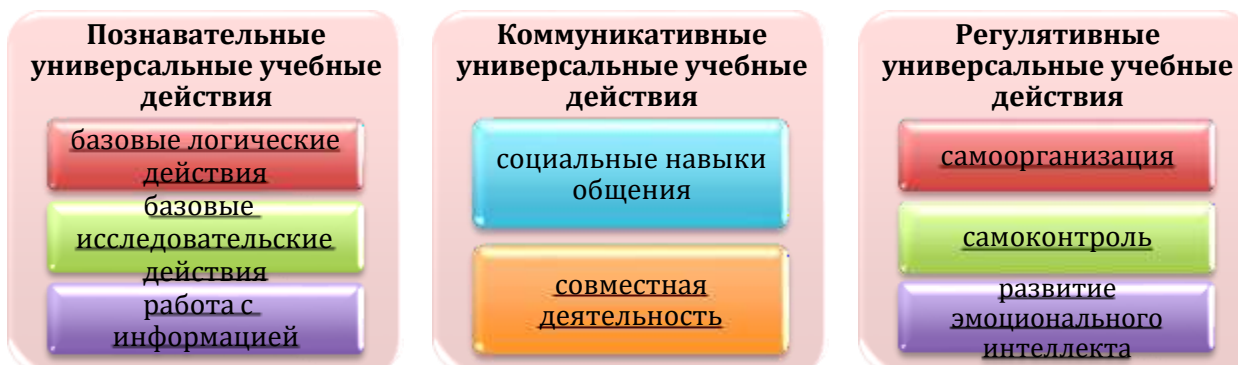 Познавательные
универсальные учебные
действия
базовые логические
действия
базовые
исследовательские
действия
работа с
информацией
Коммуникативные
универсальные учебные
действия
социальные навыки
общения
совместная
деятельность
Регулятивные
универсальные учебные
действия
самоорганизация
самоконтроль
развитие
эмоционального
интеллекта